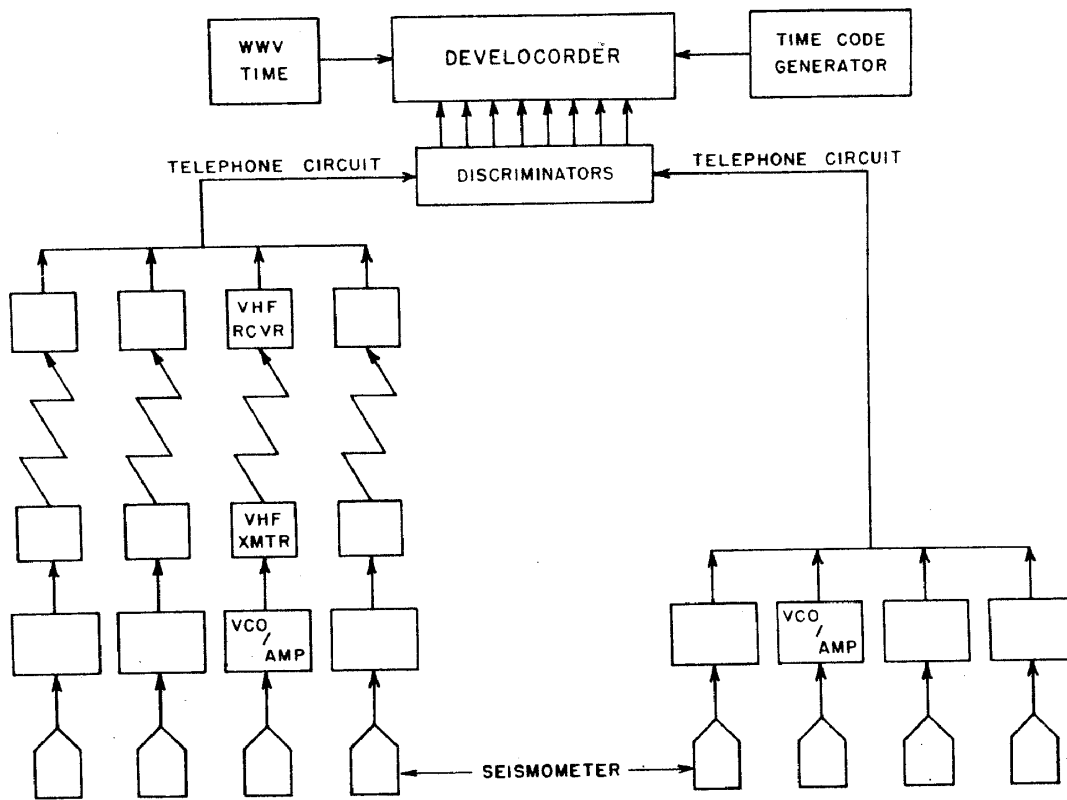 WWV
TIME
DEVELOCORDER
TIME CODE
GENERATOR
TELEPHONE CIRCUIT
DISCRIMINATORS
TELEPHONE CIRCUIT
VHF
RCVR
VHF
XMTR
VCO/
AMP
VCO/
AMP
SEISMOMETER